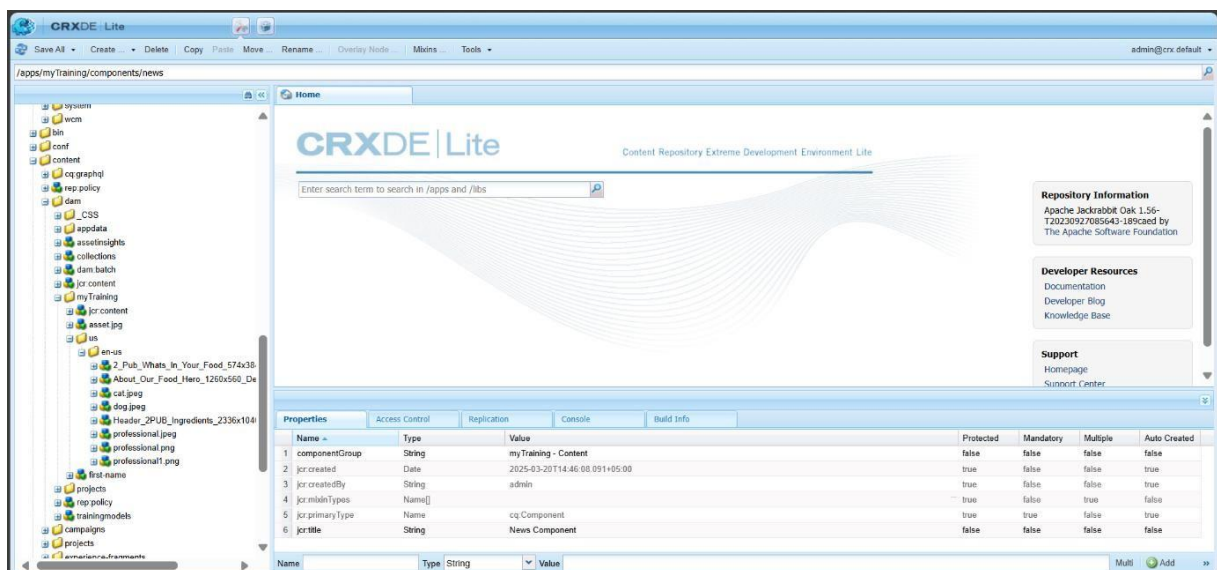 CRXDE Lite
Save All Create ... Delete Copy Paste Move ... Rename ... Overlay Node ... Mixins ... Tools admin@crx.default
/apps/myTraining/components/news
Home
system
wcm
bin
conf
content
cq:graphql
rep:policy
dam
_CSS
appdata
assetinsights
collections
dam:batch
jcr:content
myTraining
jcr:content
asset.jpg
us
en-us
2_Pub_Whats_In_Your_Food_574x38
About_Our_Food_Hero_1260x560_De
cat.jpeg
dog.jpeg
Header_2PUB_Ingredients_2336x104
professional.jpeg
professional.png
professional1.png
first-name
projects
rep:policy
trainingmodels
campaigns
projects
experience-fragments
CRXDE Lite
Content Repository Extreme Development Environment Lite
Enter search term to search in /apps and /libs
Repository Information
Apache Jackrabbit Oak 1.56-
T20230927085643-189caed by
The Apache Software Foundation
Developer Resources
Documentation
Developer Blog
Knowledge Base
Support
Homepage
Support Center
Properties Access Control Replication Console Build Info
Name Type Value Protected Mandatory Multiple Auto Created
1 componentGroup String myTraining - Content false false false false
2 jcr:created Date 2025-03-20T14:46:08.091+05:00 true false false true
3 jcr:createdBy String admin true false false true
4 jcr:mixinTypes Name[] true false true false
5 jcr:primaryType Name cq:Component true true false true
6 jcr:title String News Component false false false false
Name Type String Value Multi Add